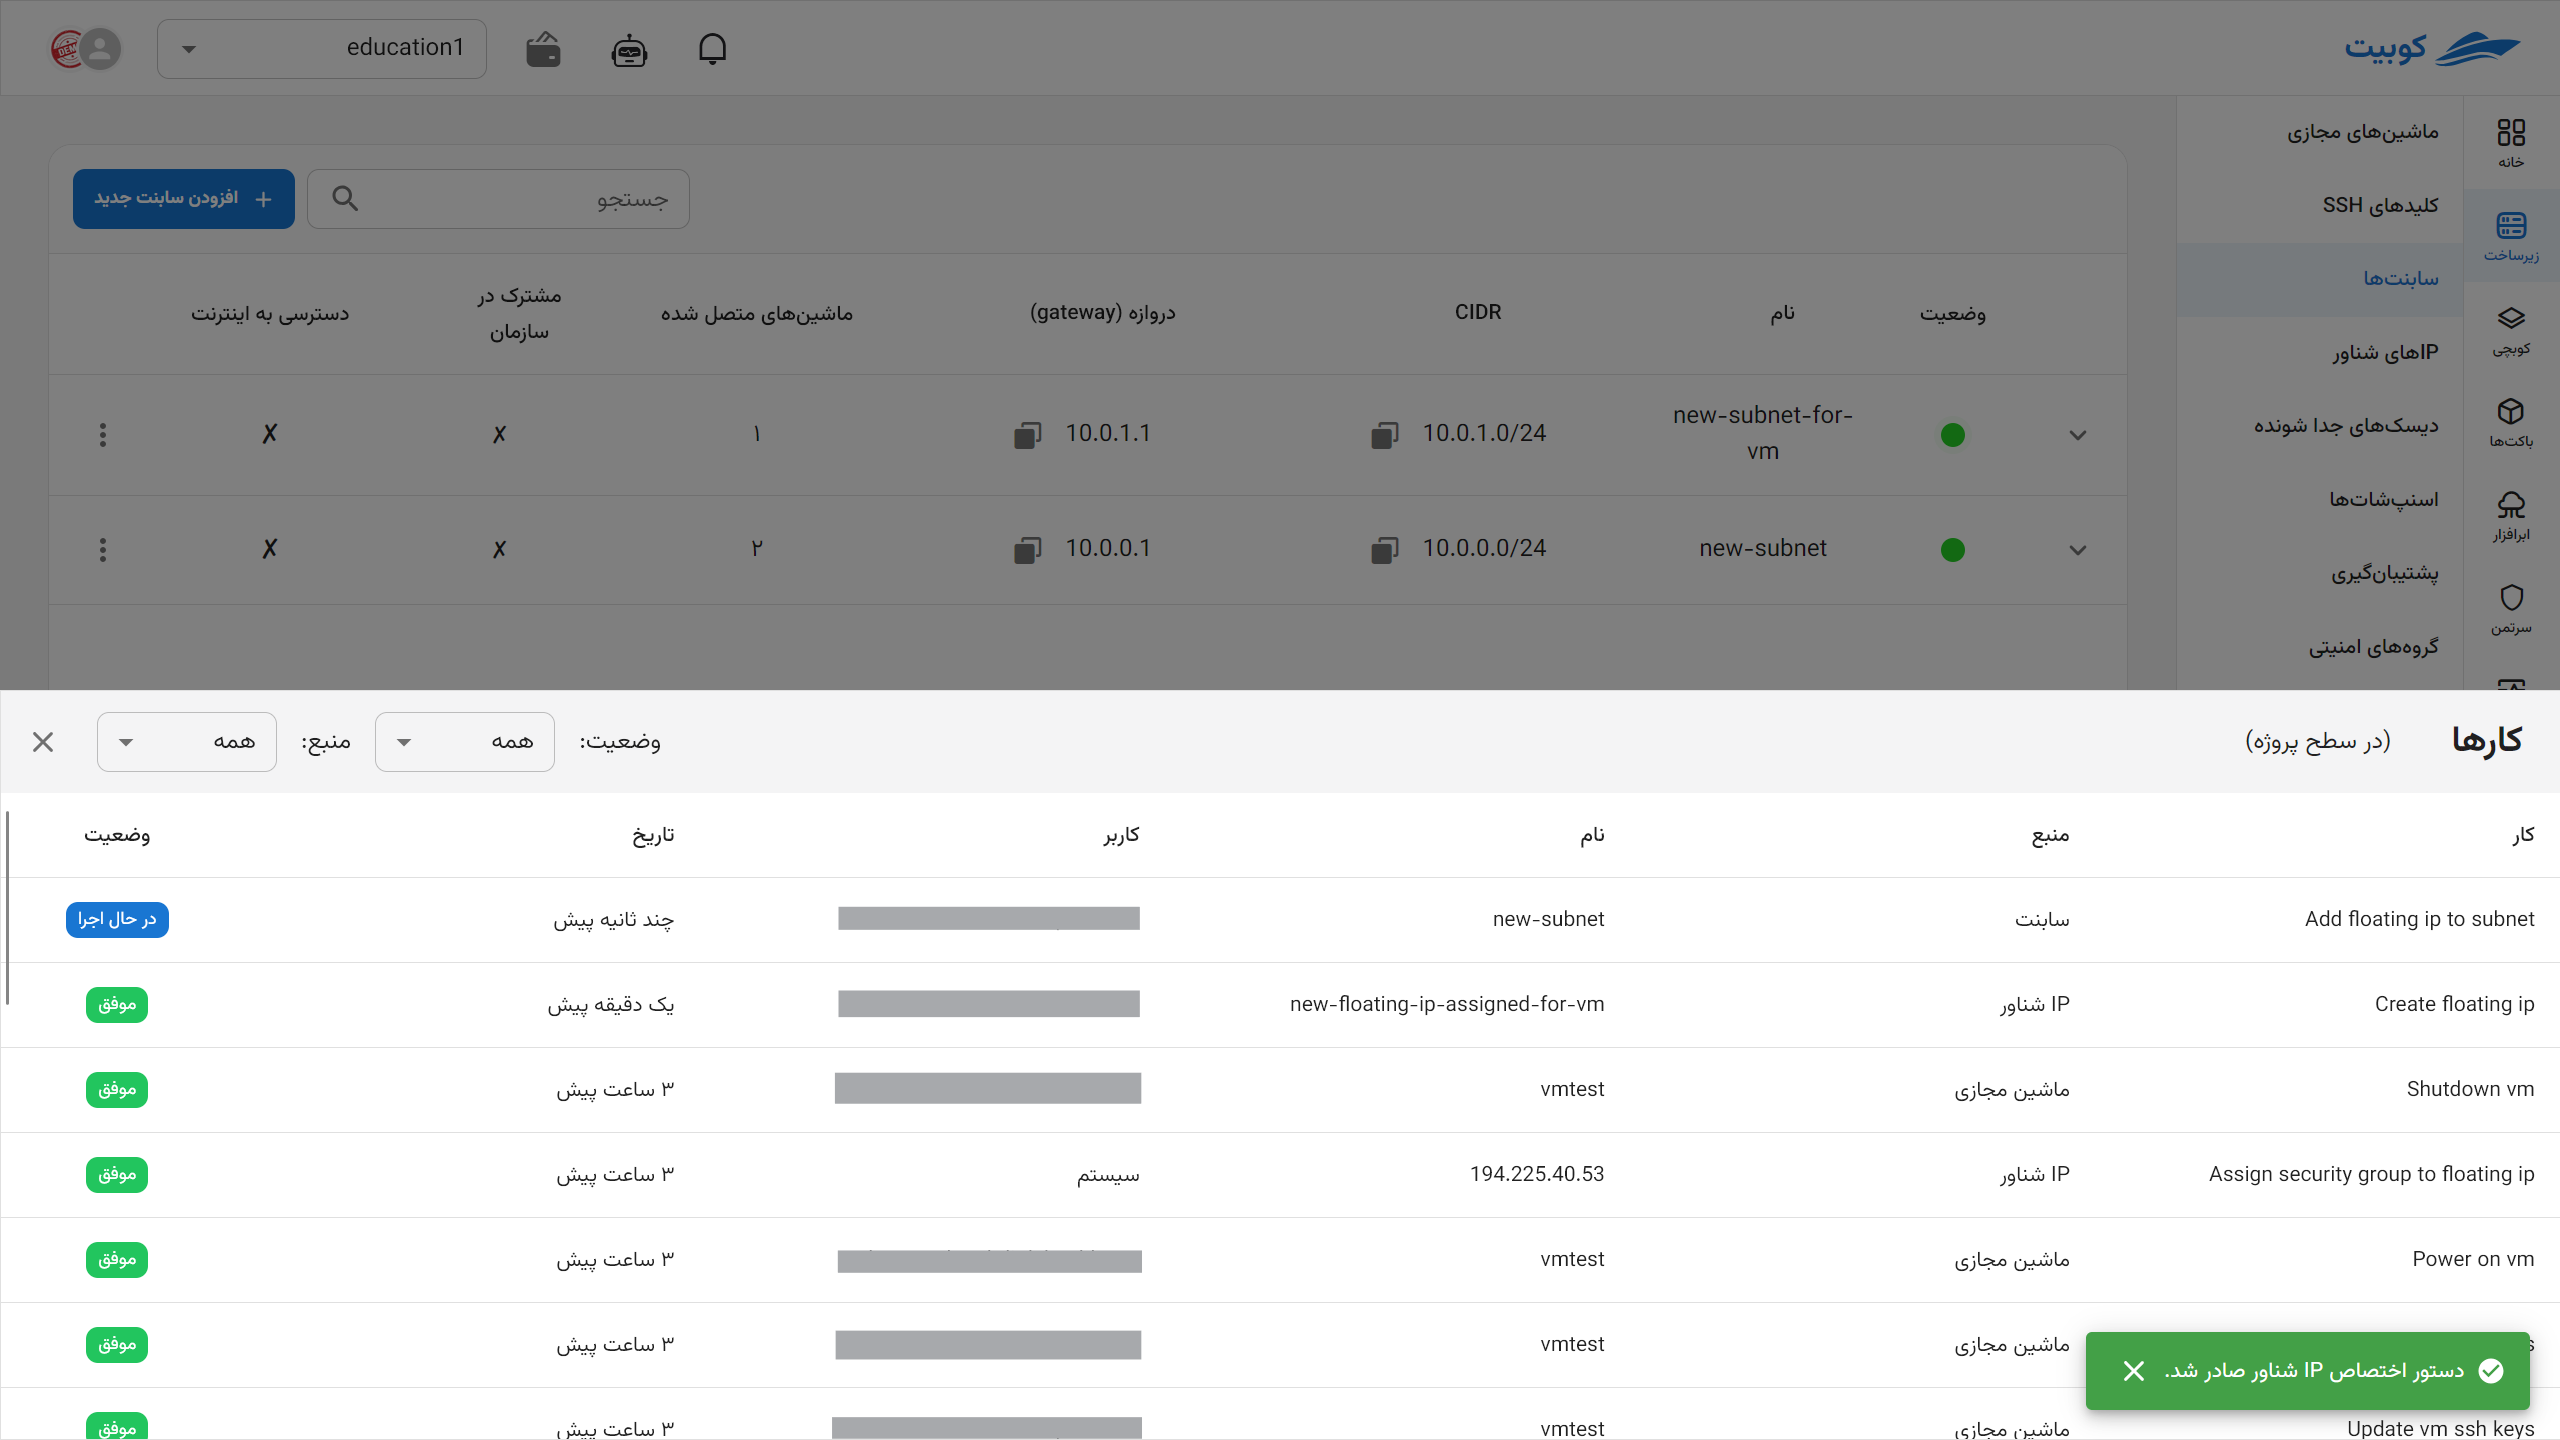 کوبیت
education1
DEMO
خانه
زیرساخت
کوبچی
باکت‌ها
ابرافزار
سرتمن
ماشین‌های مجازی
کلیدهای SSH
سابنت‌ها
IPهای شناور
دیسک‌های جدا شونده
اسنپ‌شات‌ها
پشتیبان‌گیری
گروه‌های امنیتی
جستجو
افزودن سابنت جدید
وضعیت
نام
CIDR
دروازه (gateway)
ماشین‌های متصل شده
مشترک در
سازمان
دسترسی به اینترنت
new-subnet-for-
vm
10.0.1.0/24
10.0.1.1
۱
✗
✗
new-subnet
10.0.0.0/24
10.0.0.1
۲
✗
✗
کارها
(در سطح پروژه)
وضعیت:
همه
منبع:
همه
کار
منبع
نام
کاربر
تاریخ
وضعیت
Add floating ip to subnet
سابنت
new-subnet
چند ثانیه پیش
در حال اجرا
Create floating ip
IP شناور
new-floating-ip-assigned-for-vm
یک دقیقه پیش
موفق
Shutdown vm
ماشین مجازی
vmtest
۳ ساعت پیش
موفق
Assign security group to floating ip
IP شناور
194.225.40.53
سیستم
۳ ساعت پیش
موفق
Power on vm
ماشین مجازی
vmtest
۳ ساعت پیش
موفق
ماشین مجازی
vmtest
۳ ساعت پیش
موفق
دستور اختصاص IP شناور صادر شد.
Update vm ssh keys
ماشین مجازی
vmtest
۳ ساعت پیش
موفق